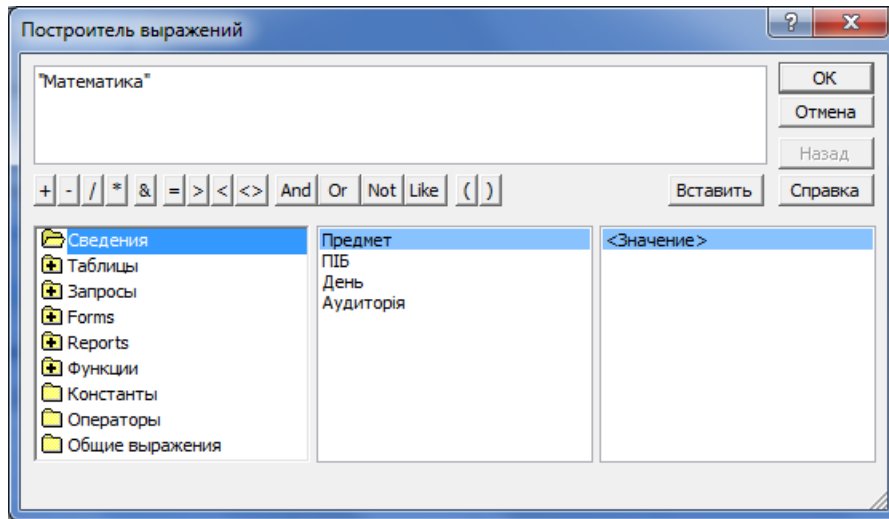 Построитель выражений
"Математика"
OK
Отмена
Назад
+ - / * & = > < <> And Or Not Like ( ) Вставить Справка
Сведения
Таблицы
Запросы
Forms
Reports
Функции
Константы
Операторы
Общие выражения
Предмет
ПІБ
День
Аудиторія
<Значение>